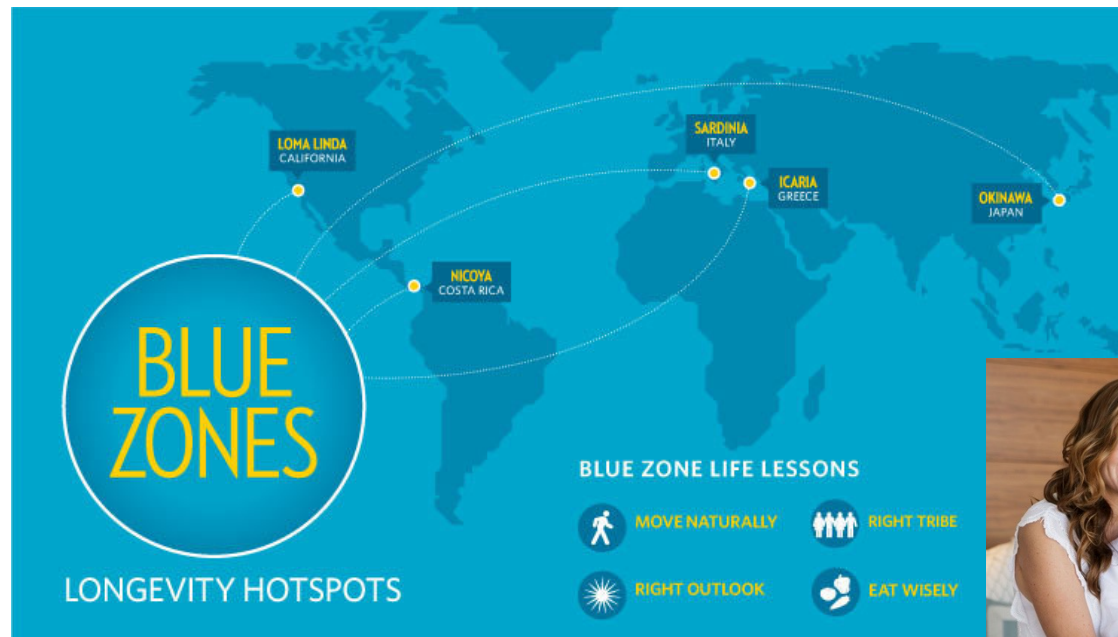 LOMA LINDA
CALIFORNIA
SARDINIA
ITALY
ICARIA
GREECE
OKINAWA
JAPAN
NICOYA
COSTA RICA
BLUE
ZONES
LONGEVITY HOTSPOTS
BLUE ZONE LIFE LESSONS
MOVE NATURALLY
RIGHT TRIBE
RIGHT OUTLOOK
EAT WISELY